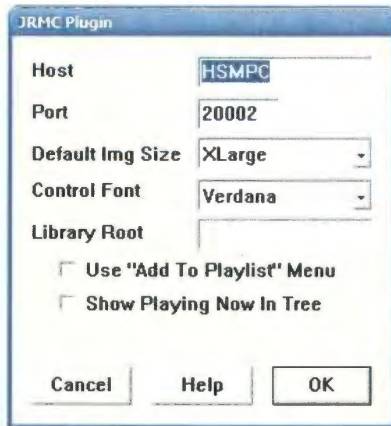 JRMC Plugin
Host HSMPC
Port 20002
Default Img Size XLarge
Control Font Verdana
Library Root
Use "Add To Playlist" Menu
Show Playing Now In Tree
Cancel Help OK